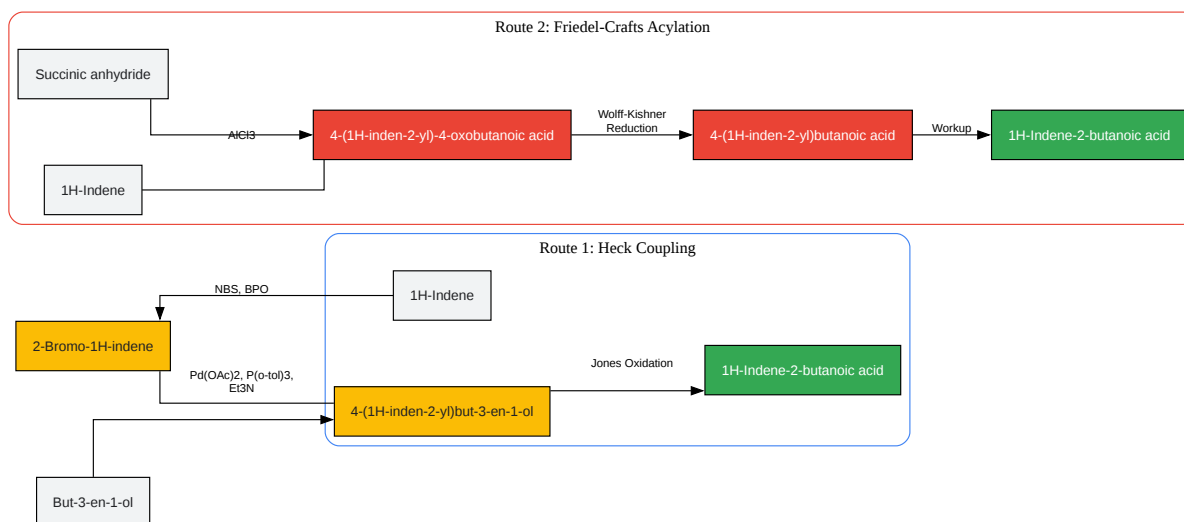 Route 2: Friedel-Crafts Acylation
Succinic anhydride
AlCl3
1H-Indene
4-(1H-inden-2-yl)-4-oxobutanoic acid
Wolff-Kishner
Reduction
4-(1H-inden-2-yl)butanoic acid
Workup
1H-Indene-2-butanoic acid
Route 1: Heck Coupling
1H-Indene
NBS, BPO
2-Bromo-1H-indene
Pd(OAc)2, P(o-tol)3,
Et3N
4-(1H-inden-2-yl)but-3-en-1-ol
Jones Oxidation
1H-Indene-2-butanoic acid
But-3-en-1-ol